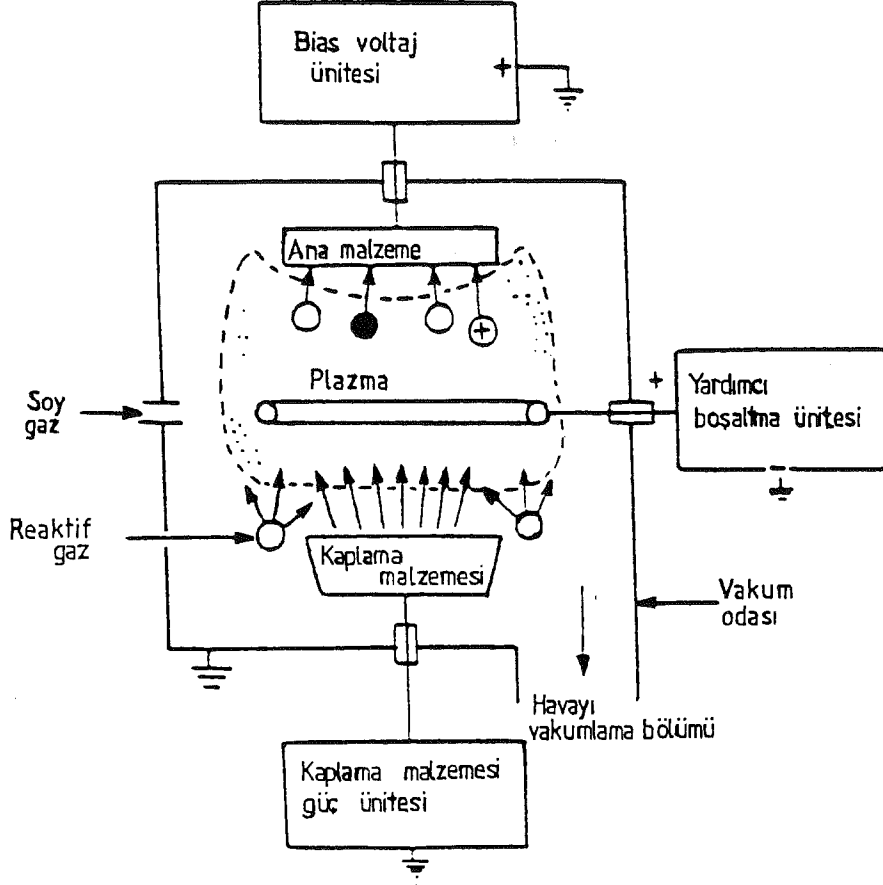 Bias voltaj
ünitesi
+
Ana malzeme
+
Plazma
Soy
gaz
+
Yardımcı
boşaltma ünitesi
Reaktif
gaz
Kaplama
malzemesi
Vakum
odası
Havayı
vakumlama bölümü
Kaplama malzemesi
güç ünitesi